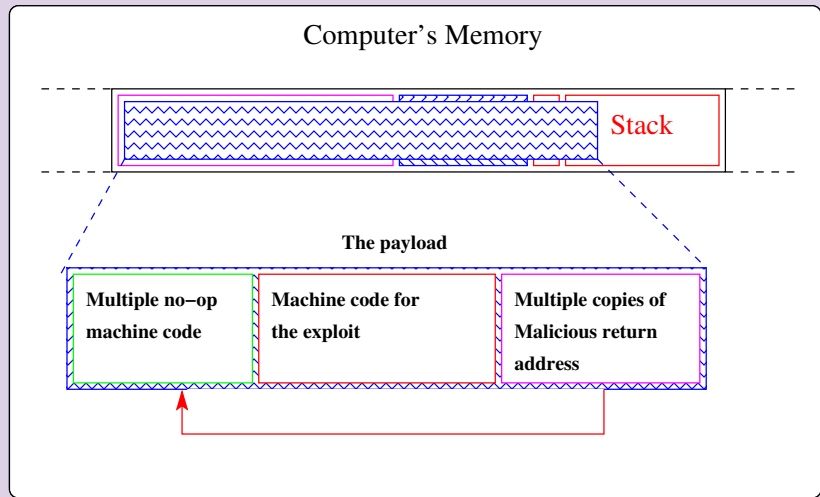 Computer's Memory
Stack
The payload
Multiple no−op
machine code
Machine code for
the exploit
Multiple copies of
Malicious return
address